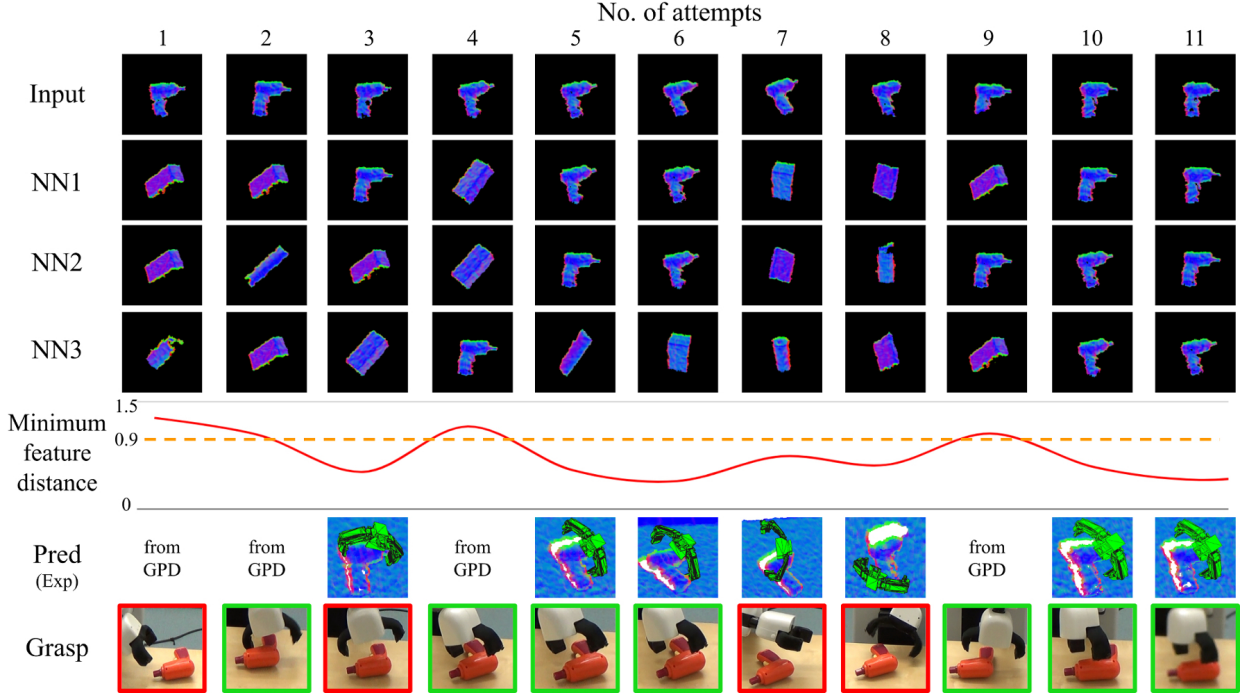 No. of attempts
1 2 3 4 5 6 7 8 9 10 11
Input
NN1
NN2
NN3
1.5
Minimum
feature
distance
0.9
0
Pred
(Exp)
from
GPD
from
GPD
from
GPD
from
GPD
Grasp